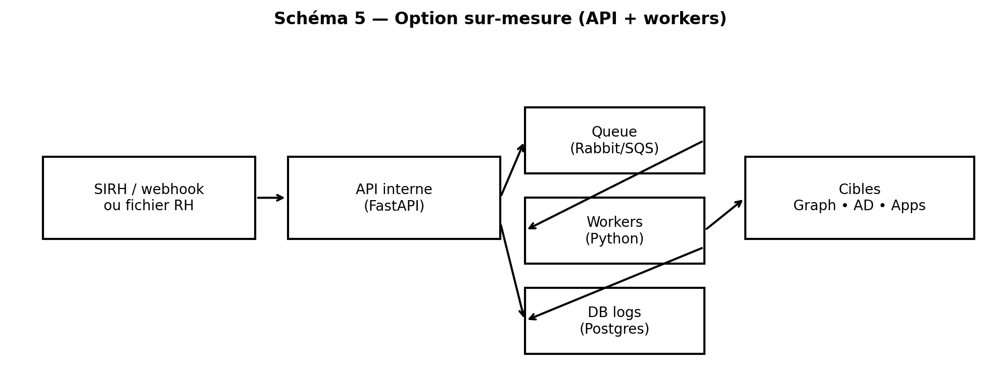 Schéma 5 — Option sur-mesure (API + workers)
SIRH / webhook
ou fichier RH
API interne
(FastAPI)
Queue
(Rabbit/SQS)
Workers
(Python)
DB logs
(Postgres)
Cibles
Graph • AD • Apps